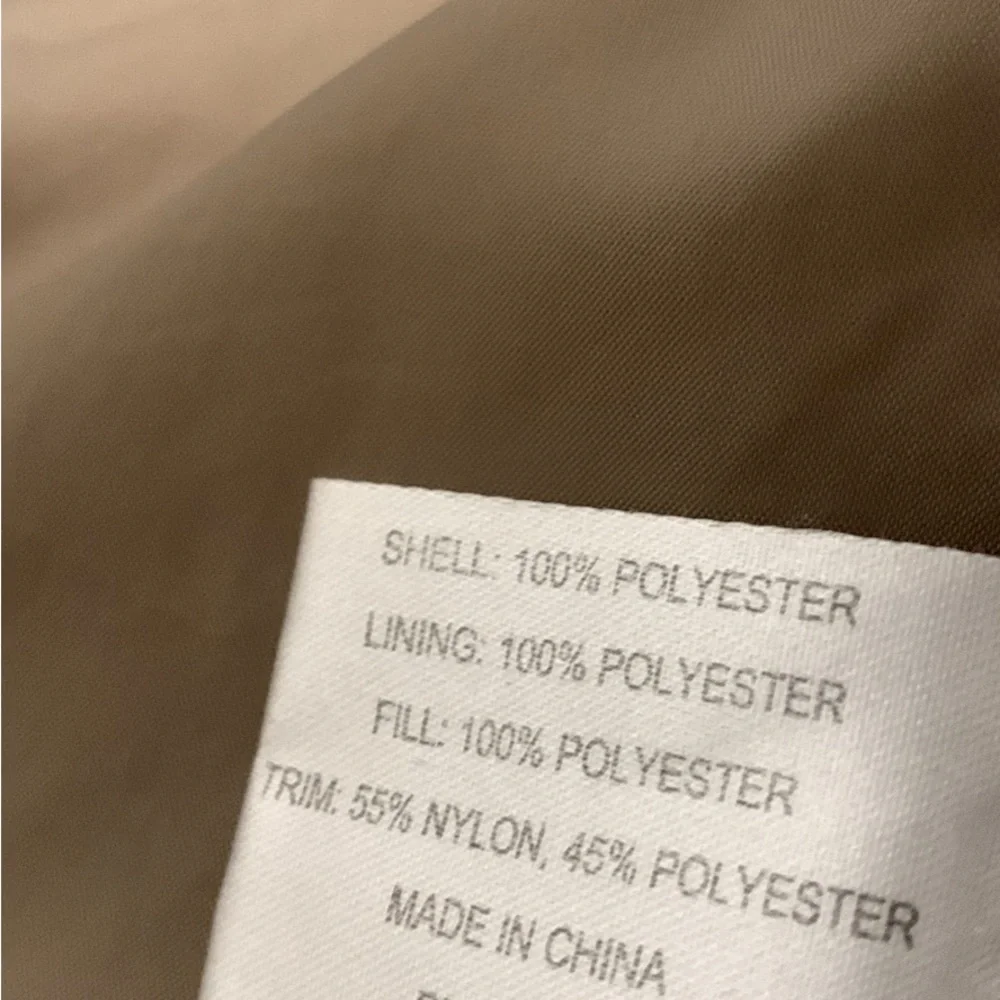 SHELL: 100% POLYESTER
LINING: 100% POLYESTER
FILL: 100% POLYESTER
TRIM: 55% NYLON, 45% POLYESTER
MADE IN CHINA